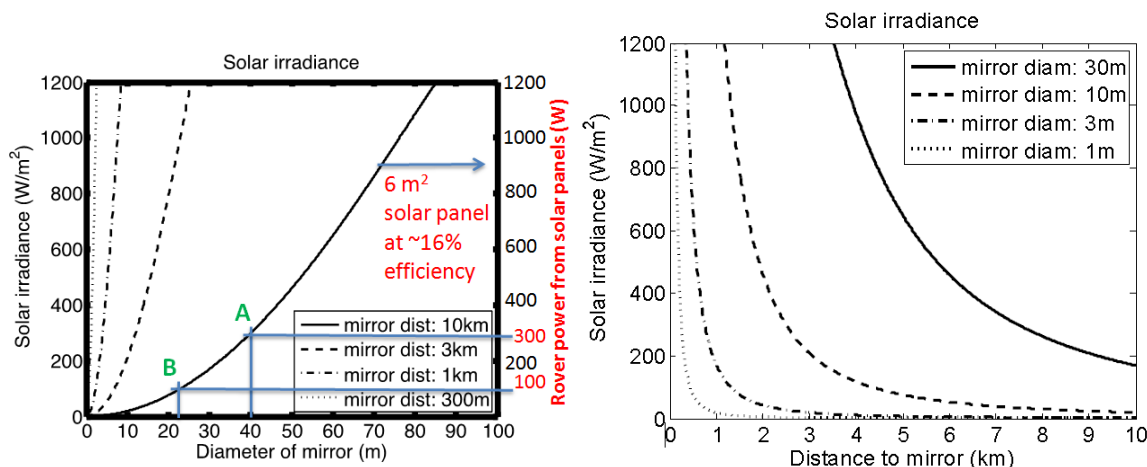 Solar irradiance
1200
1000
800
600
400
200
0
Solar irradiance (W/m²)
0 10 20 30 40 50 60 70 80 90 100
Diameter of mirror (m)
1200
1000
800
600
400
300
200
100
Rover power from solar panels (W)
6 m²
solar panel
at ~16%
efficiency
A
B
mirror dist: 10km
mirror dist: 3km
mirror dist: 1km
mirror dist: 300m
Solar irradiance
1200
1000
800
600
400
200
0
Solar irradiance (W/m²)
0 1 2 3 4 5 6 7 8 9 10
Distance to mirror (km)
mirror diam: 30m
mirror diam: 10m
mirror diam: 3m
mirror diam: 1m